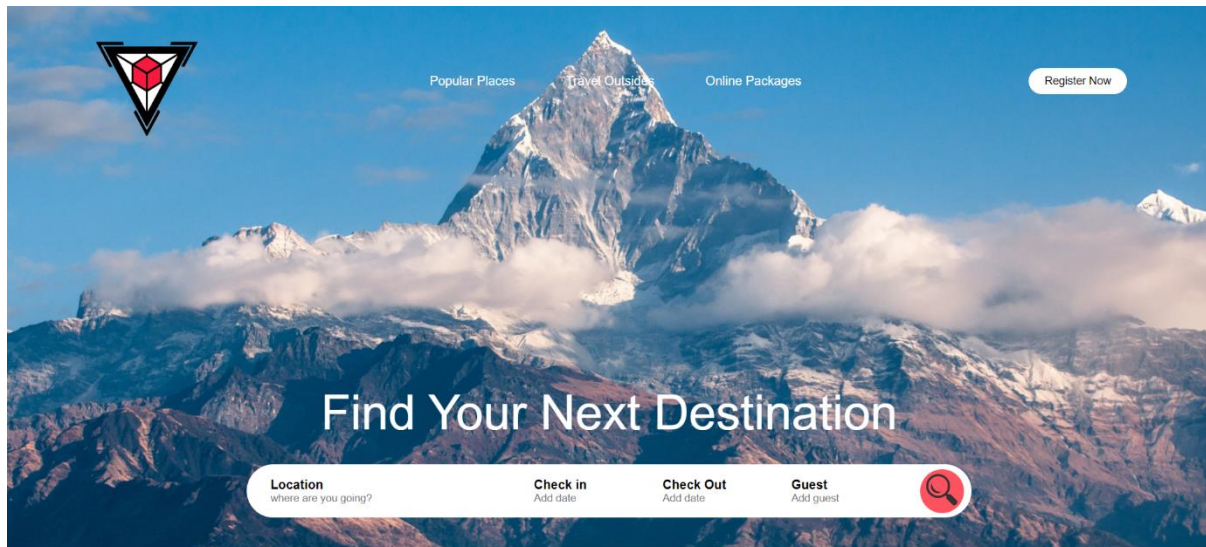 Popular Places
Travel Outsides
Online Packages
Register Now
Find Your Next Destination
Location
where are you going?
Check in
Add date
Check Out
Add date
Guest
Add guest